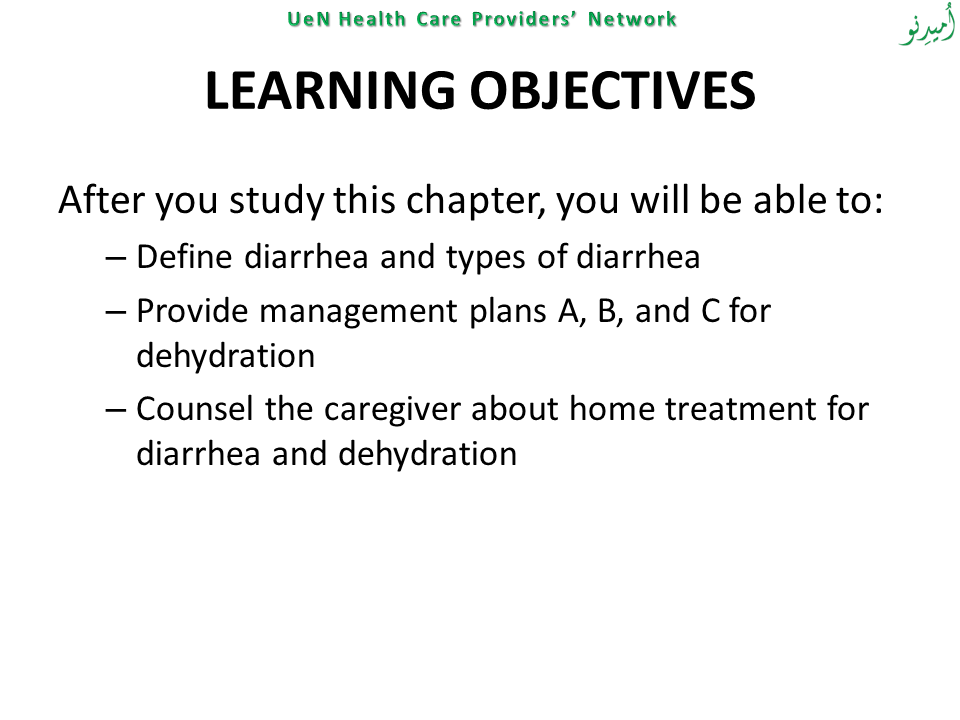 UeN Health Care Providers’ Network
اُمیدِنو
LEARNING OBJECTIVES
After you study this chapter, you will be able to:
– Define diarrhea and types of diarrhea
– Provide management plans A, B, and C for
dehydration
– Counsel the caregiver about home treatment for
diarrhea and dehydration